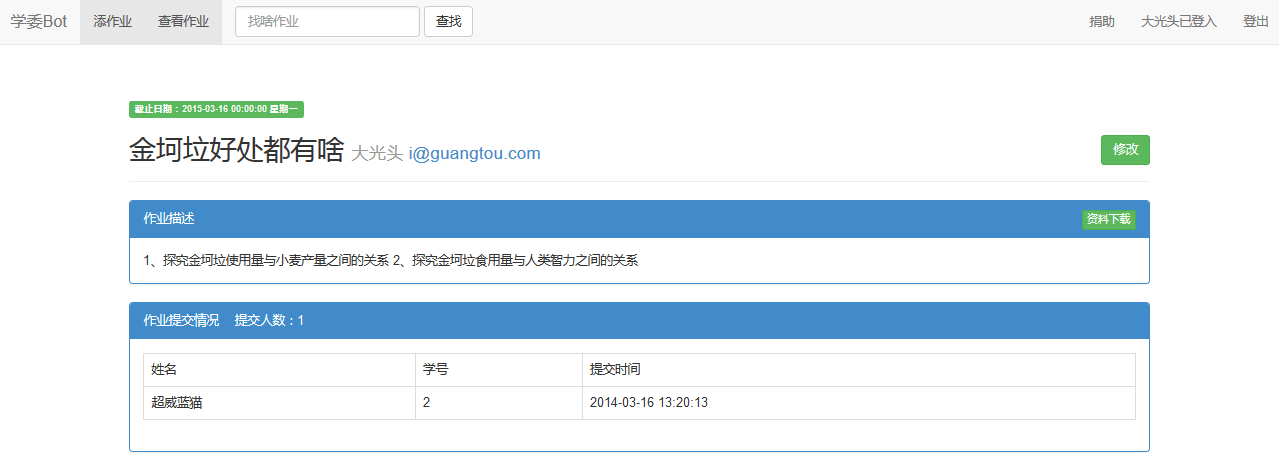 学委Bot 添作业 查看作业 找啥作业 查找 捐助 大光头已登入 登出
截止日期：2015-03-16 00:00:00 星期一
金坷垃好处都有啥 大光头 i@guangtou.com 修改
作业描述 资料下载
1、探究金坷垃使用量与小麦产量之间的关系 2、探究金坷垃食用量与人类智力之间的关系
作业提交情况 提交人数：1
姓名 学号 提交时间
超威蓝猫 2 2014-03-16 13:20:13